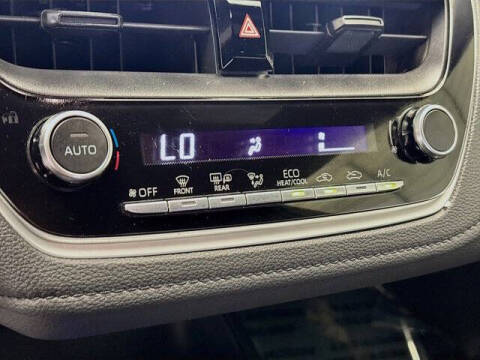 LO
AUTO
OFF
FRONT
REAR
ECO
HEAT/COOL
A/C